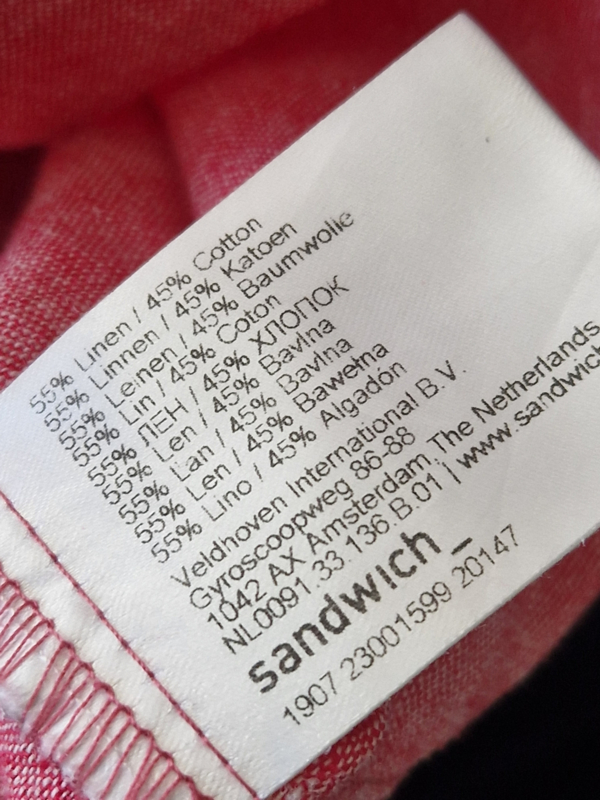 55% Linen / 45% Cotton
55% Linnen / 45% Katoen
55% Leinen / 45% Baumwolle
55% Lin / 45% Coton
55% ЛЕН / 45% ХЛОПОК
55% Len / 45% Bavlna
55% Ľan / 45% Bavlna
55% Len / 45% Bawełna
55% Lino / 45% Algadón
Veldhoven International B.V.
Gyroscoopweg 86-88
1042 AX Amsterdam The Netherlands
NL0091.33.136.B.01 | www.sandwich
sandwich_
1907 23001599 20147